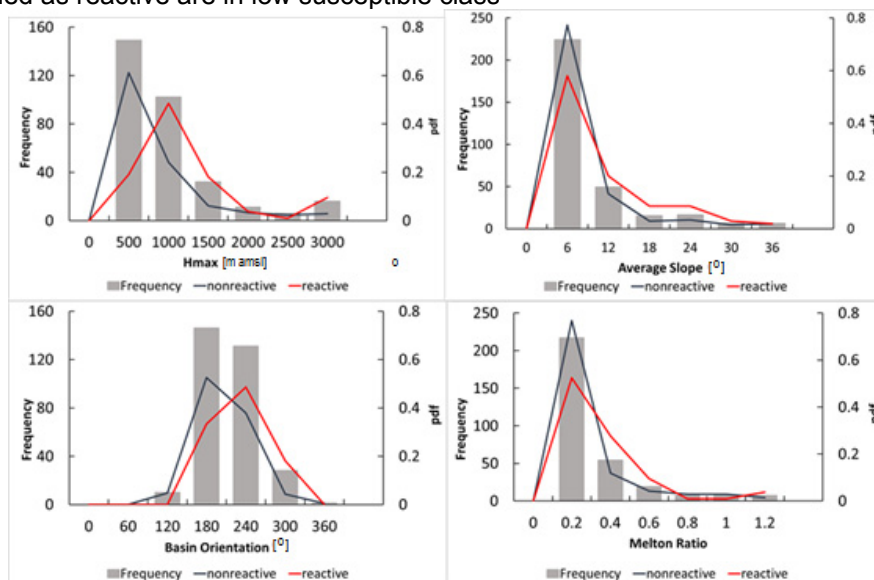 ed as reactive are in low susceptible class
160
120
80
40
0
Frequency
0.8
0.6
0.4
0.2
0
pdf
0 500 1000 1500 2000 2500 3000
Hmax [m amsl]
o
Frequency nonreactive reactive
250
200
150
100
50
0
Frequency
0.8
0.6
0.4
0.2
0
pdf
0 6 12 18 24 30 36
Average Slope [0]
Frequency nonreactive reactive
160
120
80
40
0
Frequency
0.8
0.6
0.4
0.2
0
pdf
0 60 120 180 240 300 360
Basin Orientation [0]
Frequency nonreactive reactive
250
200
150
100
50
0
Frequency
0.8
0.6
0.4
0.2
0
pdf
0 0.2 0.4 0.6 0.8 1 1.2
Melton Ratio
Frequency nonreactive reactive